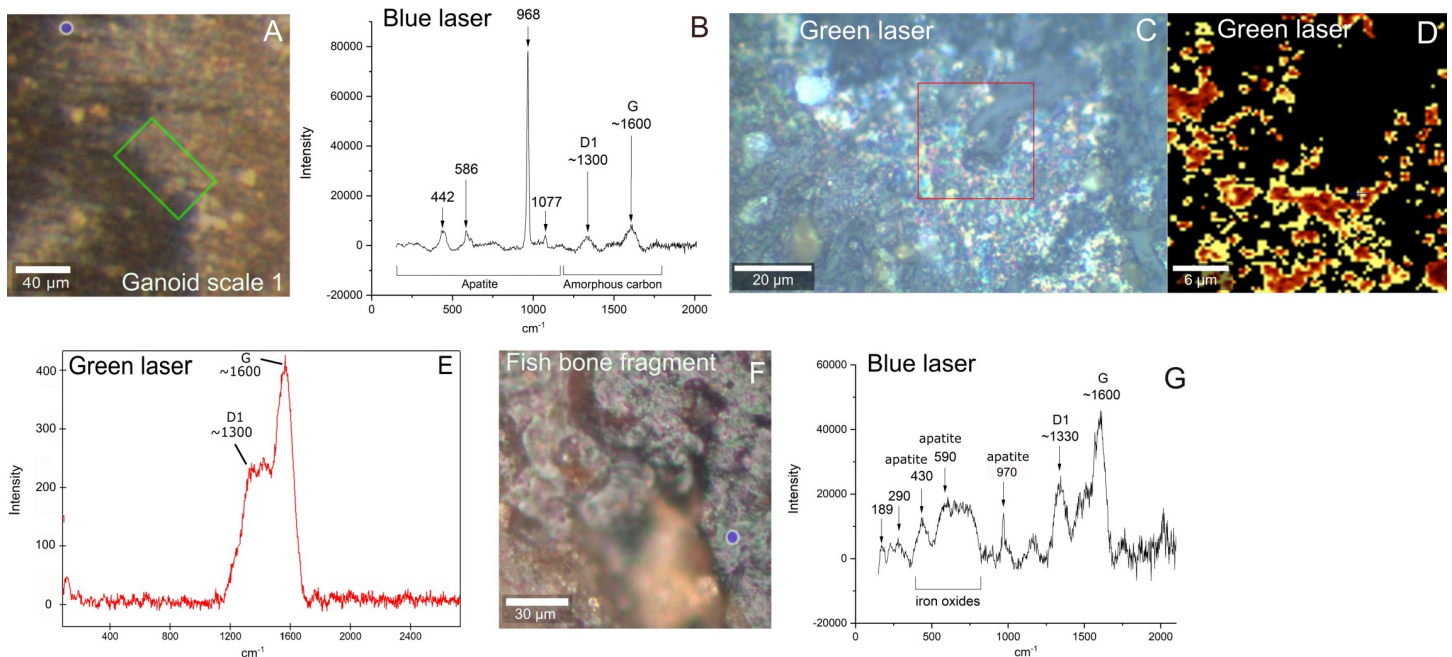 A
40 µm
Ganoid scale 1
Blue laser
B
968
G
~1600
D1
~1300
586
442
1077
80000
60000
40000
20000
0
-20000
Intensity
Apatite
Amorphous carbon
0
500
1000
1500
2000
cm⁻¹
Green laser
C
20 µm
Green laser
D
6 µm
Green laser
E
G
~1600
D1
~1300
400
300
200
100
0
Intensity
400
1200
1600
2400
cm⁻¹
Fish bone fragment
F
30 µm
Blue laser
G
G
~1600
D1
~1330
apatite
590
apatite
430
apatite
970
290
189
iron oxides
60000
40000
20000
0
-20000
Intensity
0
500
1000
1500
2000
cm⁻¹